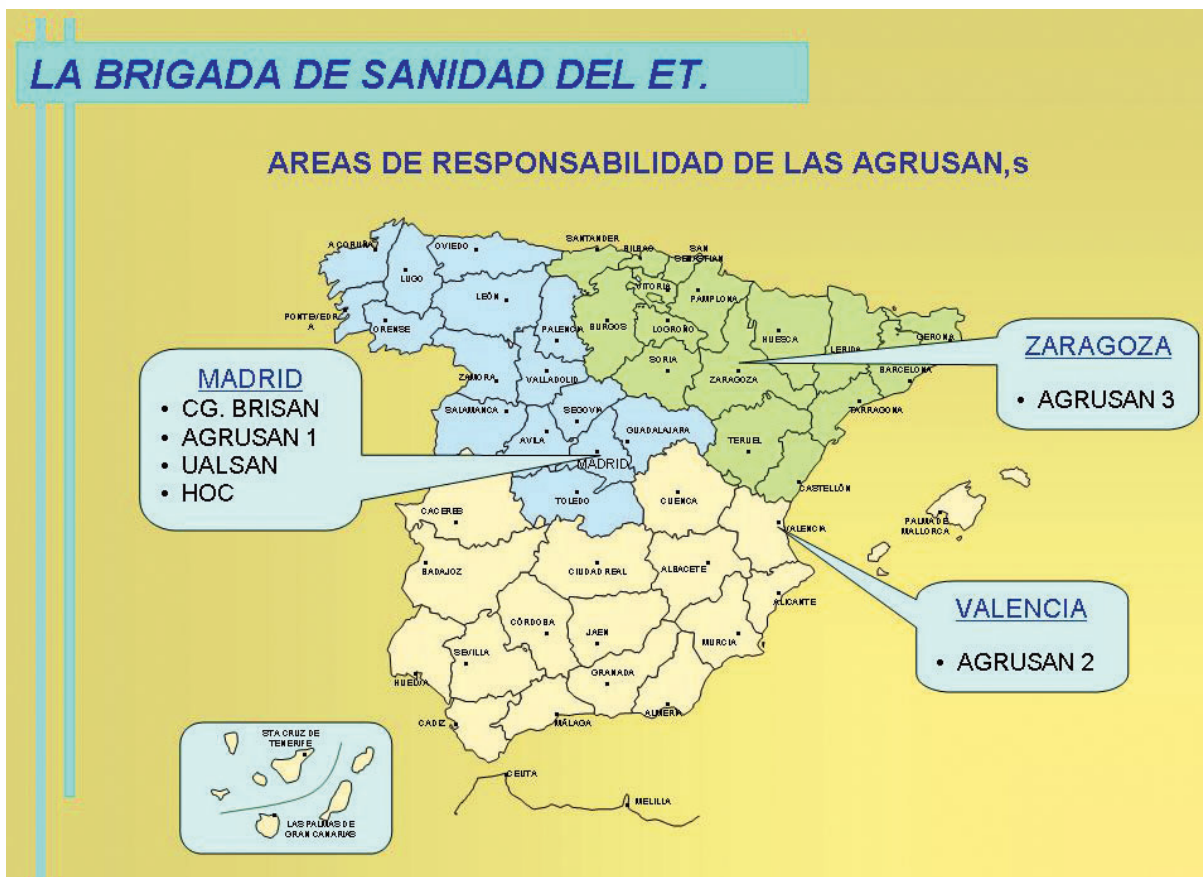 LA BRIGADA DE SANIDAD DEL ET.
AREAS DE RESPONSABILIDAD DE LAS AGRUSAN,s
A CORUÑA
LUGO
OVIEDO
SANTANDER
BILBAO
SAN
SEBASTIAN
VITORIA
PAMPLONA
LEÓN
PONTEVEDR
A
ORENSE
PALENCIA
BURGOS
LOGROÑO
HUESCA
LERIDA
GERONA
BARCELONA
TARRAGONA
ZAMORA
VALLADOLID
SORIA
ZARAGOZA
SALAMANCA
SEGOVIA
AVILA
GUADALAJARA
TERUEL
MADRID
TOLEDO
CUENCA
CASTELLÓN
CACERES
VALENCIA
PALMA DE
MALLORCA
BADAJOZ
CIUDAD REAL
ALBACETE
ALICANTE
CÓRDOBA
JAEN
MURCIA
SEVILLA
GRANADA
CADIZ
MÁLAGA
CEUTA
MELILLA
MADRID
• CG. BRISAN
• AGRUSAN 1
• UALSAN
• HOC
ZARAGOZA
• AGRUSAN 3
VALENCIA
• AGRUSAN 2
STA CRUZ DE
TENERIFE
LAS PALMAS DE
GRAN CANARIAS